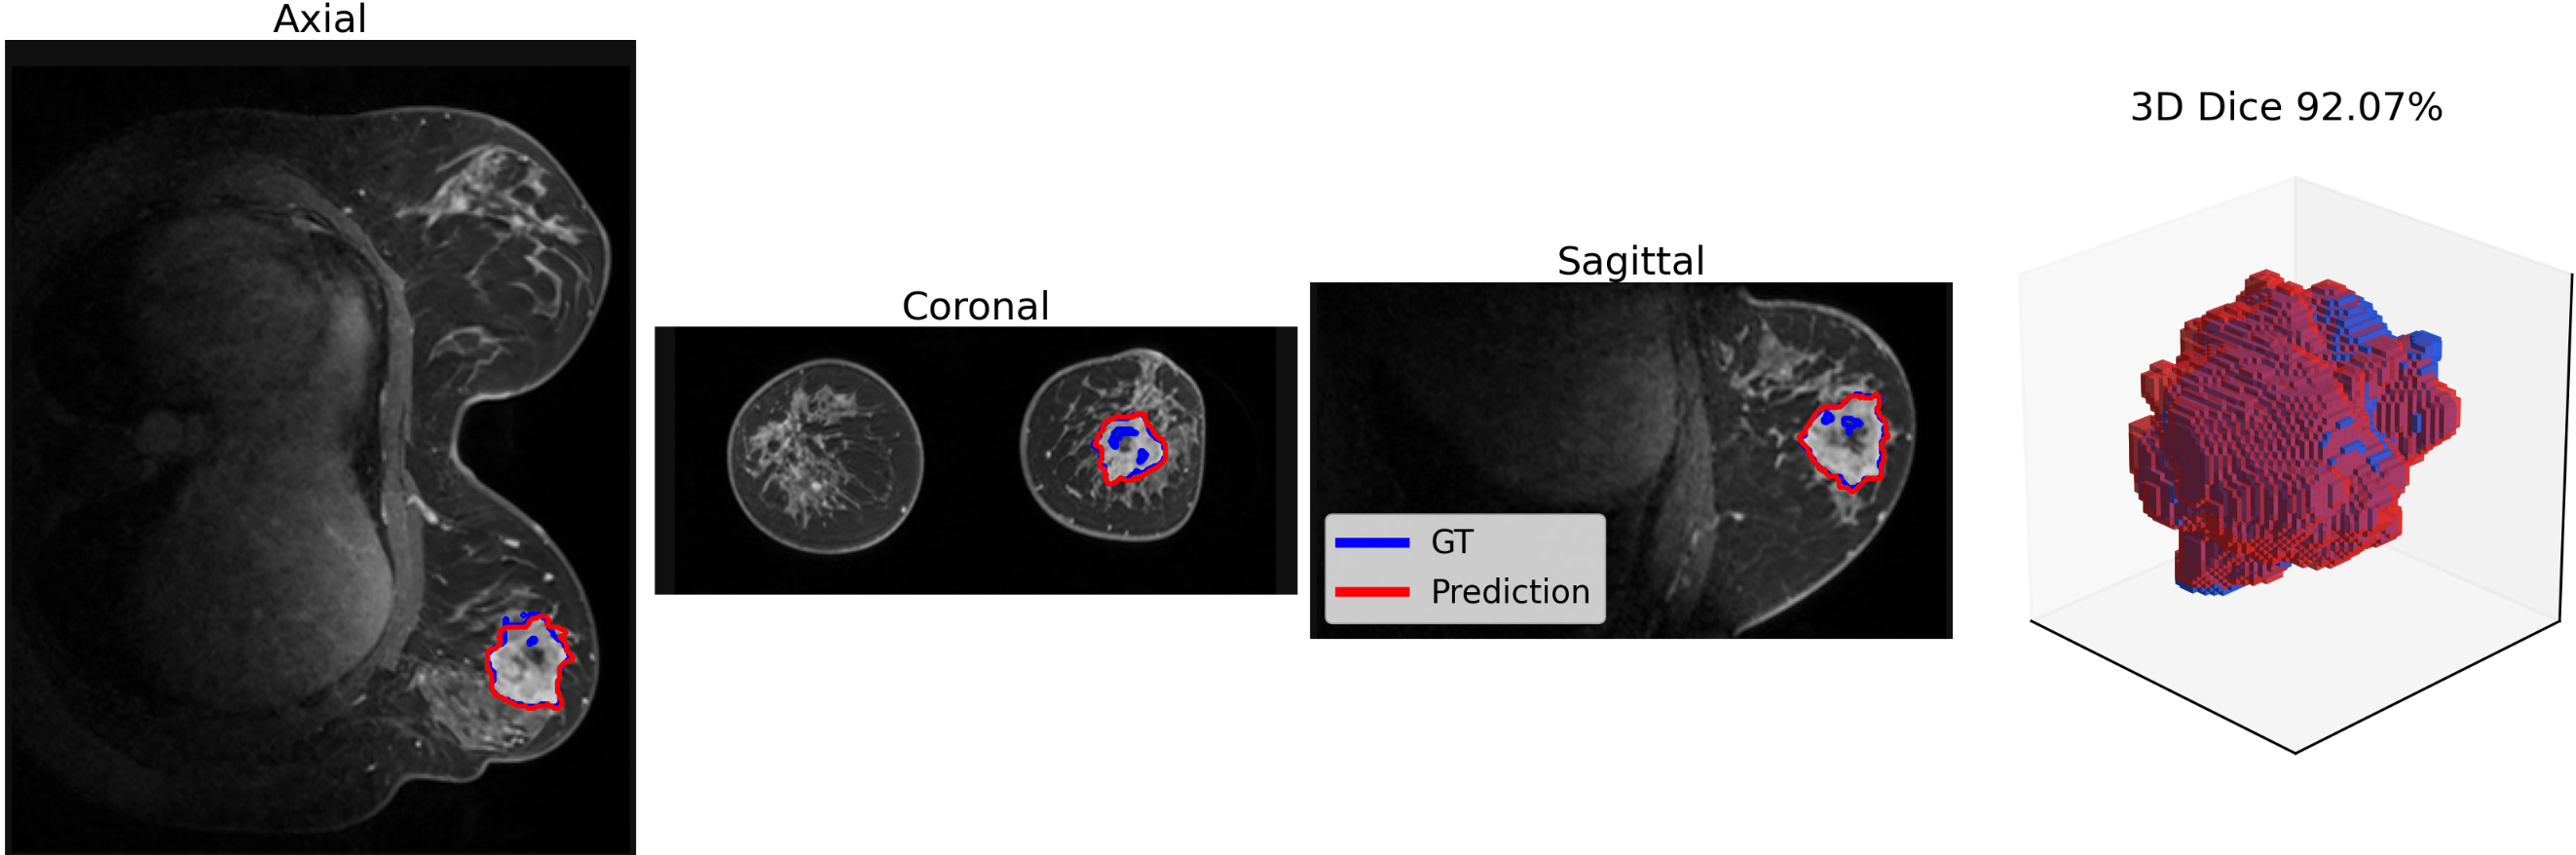 Axial
Coronal
Sagittal
GT
Prediction
3D Dice 92.07%